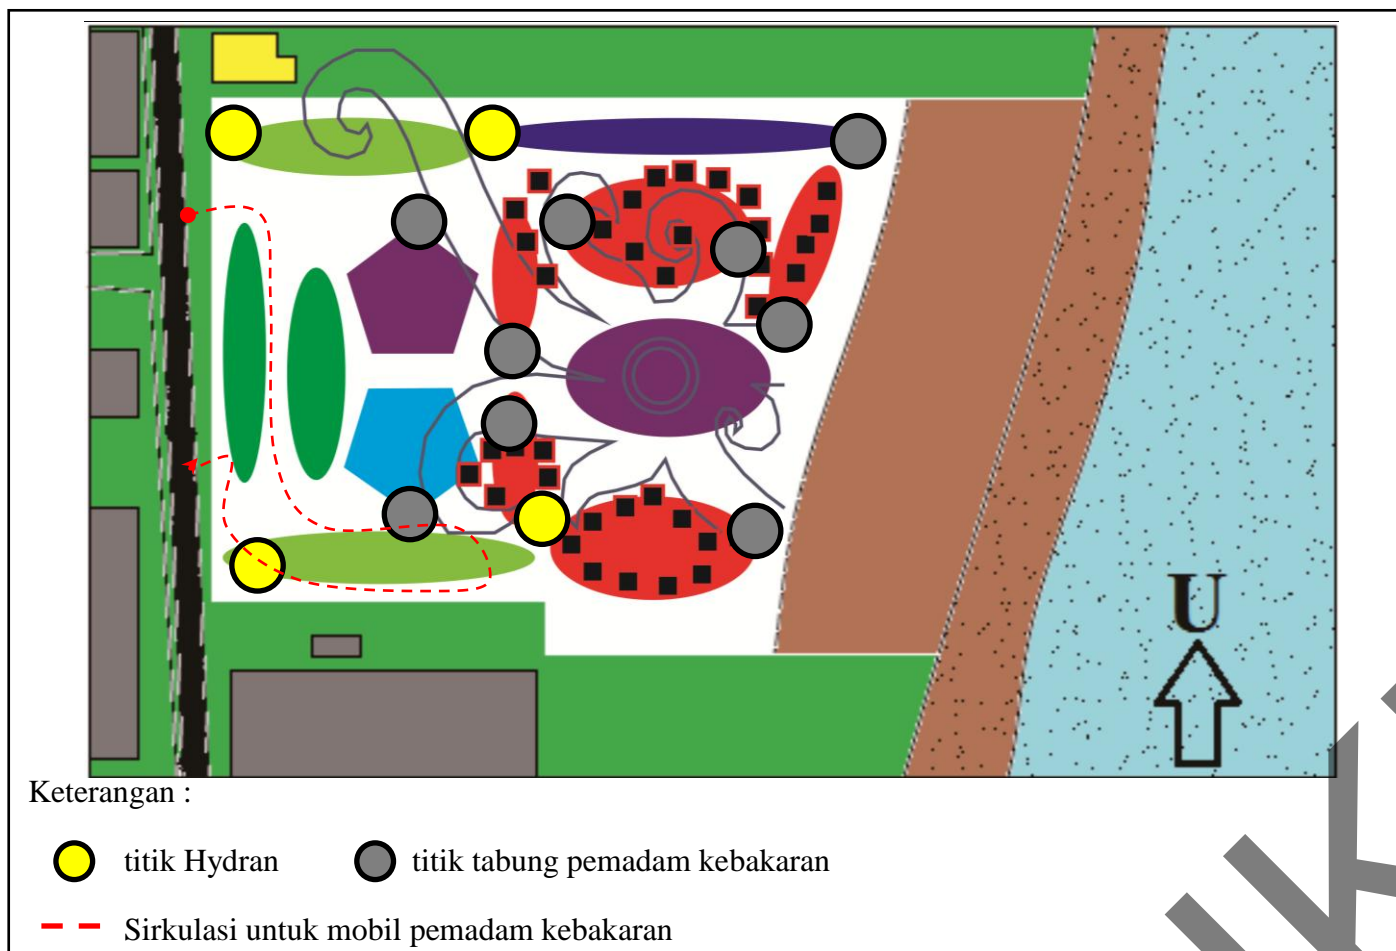 U
Keterangan :
titik Hydran titik tabung pemadam kebakaran
Sirkulasi untuk mobil pemadam kebakaran